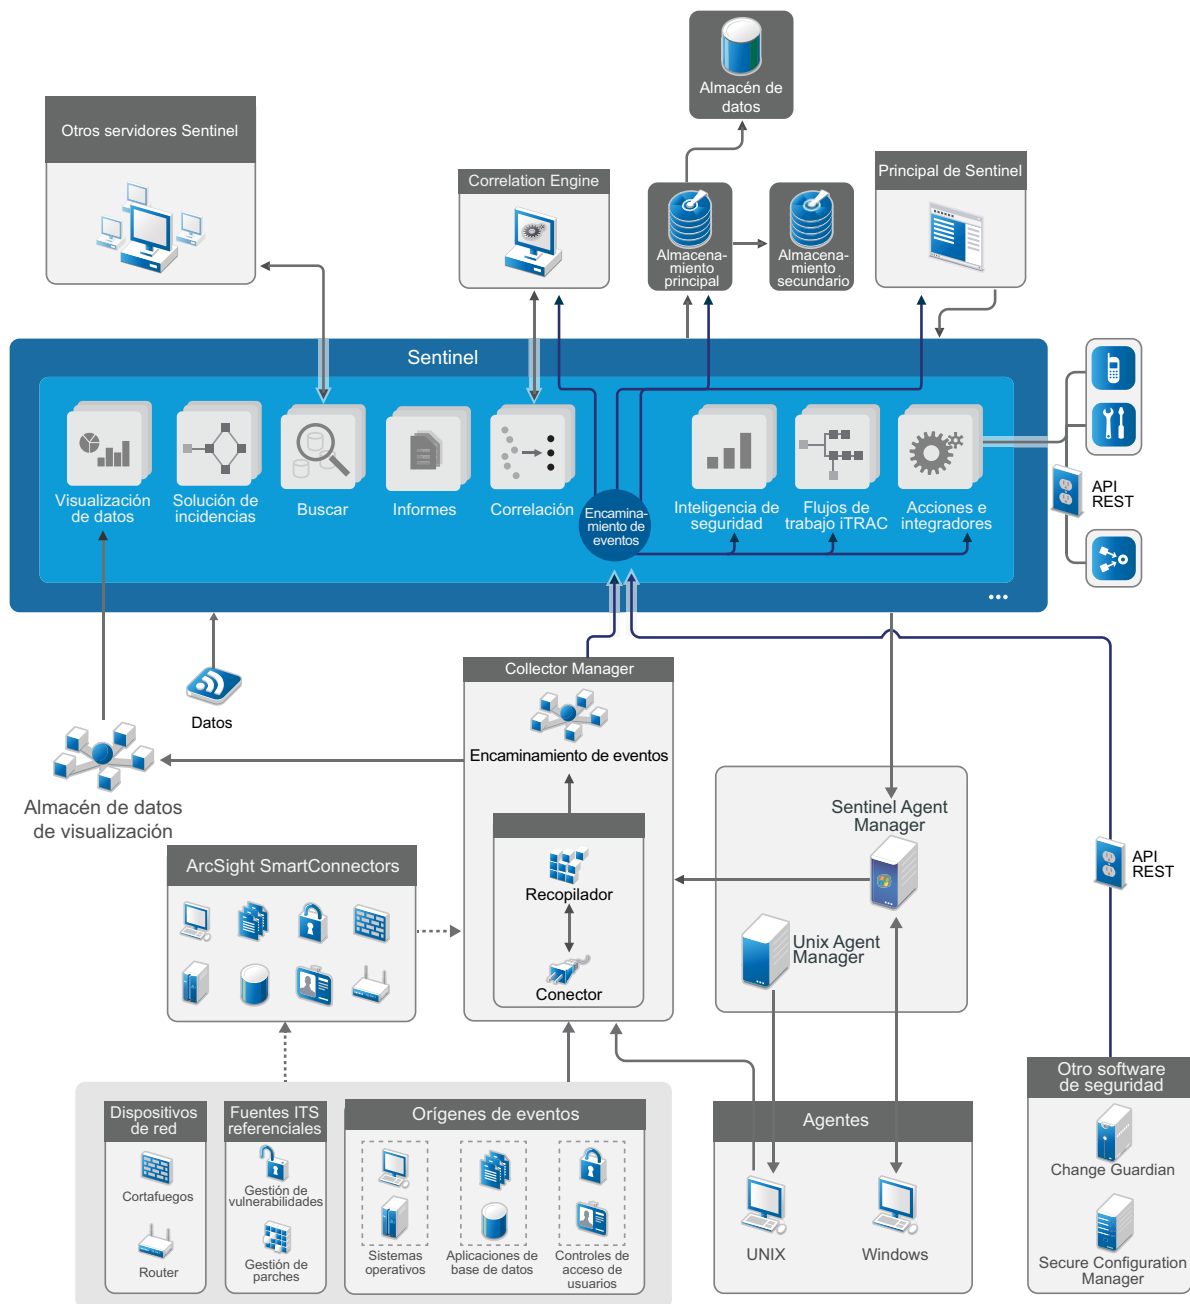 Almacén de
datos
Otros servidores Sentinel
Correlation Engine
Principal de Sentinel
Almacena-
miento
principal
Almacena-
miento
secundario
Sentinel
Visualización
de datos
Solución de
incidencias
Buscar
Informes
Correlación
Encamina-
miento de
eventos
Inteligencia de
seguridad
Flujos de
trabajo iTRAC
Acciones e
integradores
API
REST
...
Datos
Collector Manager
Encaminamiento de eventos
Almacén de datos
de visualización
Sentinel Agent
Manager
ArcSight SmartConnectors
Recopilador
Conector
Unix Agent
Manager
API
REST
Otro software
de seguridad
Change Guardian
Secure Configuration
Manager
Dispositivos
de red
Cortafuegos
Router
Fuentes ITS
referenciales
Gestión de
vulnerabilidades
Gestión de
parches
Orígenes de eventos
Sistemas
operativos
Aplicaciones de
base de datos
Controles de
acceso de
usuarios
Agentes
UNIX
Windows